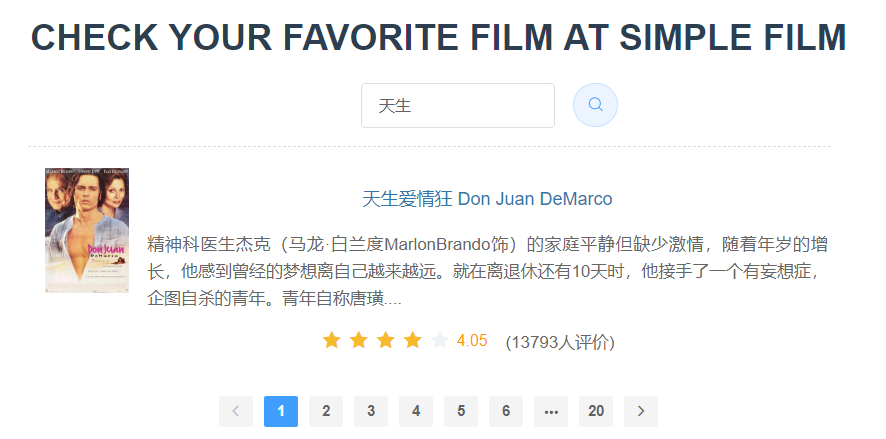 CHECK YOUR FAVORITE FILM AT SIMPLE FILM
天生
天生爱情狂 Don Juan DeMarco
DON JUAN
DEMARCO
精神科医生杰克（马龙·白兰度MarlonBrando饰）的家庭平静但缺少激情，随着年岁的增
长，他感到曾经的梦想离自己越来越远。就在离退休还有10天时，他接手了一个有妄想症，
企图自杀的青年。青年自称唐璜....
4.05 (13793人评价)
1 2 3 4 5 6 ••• 20